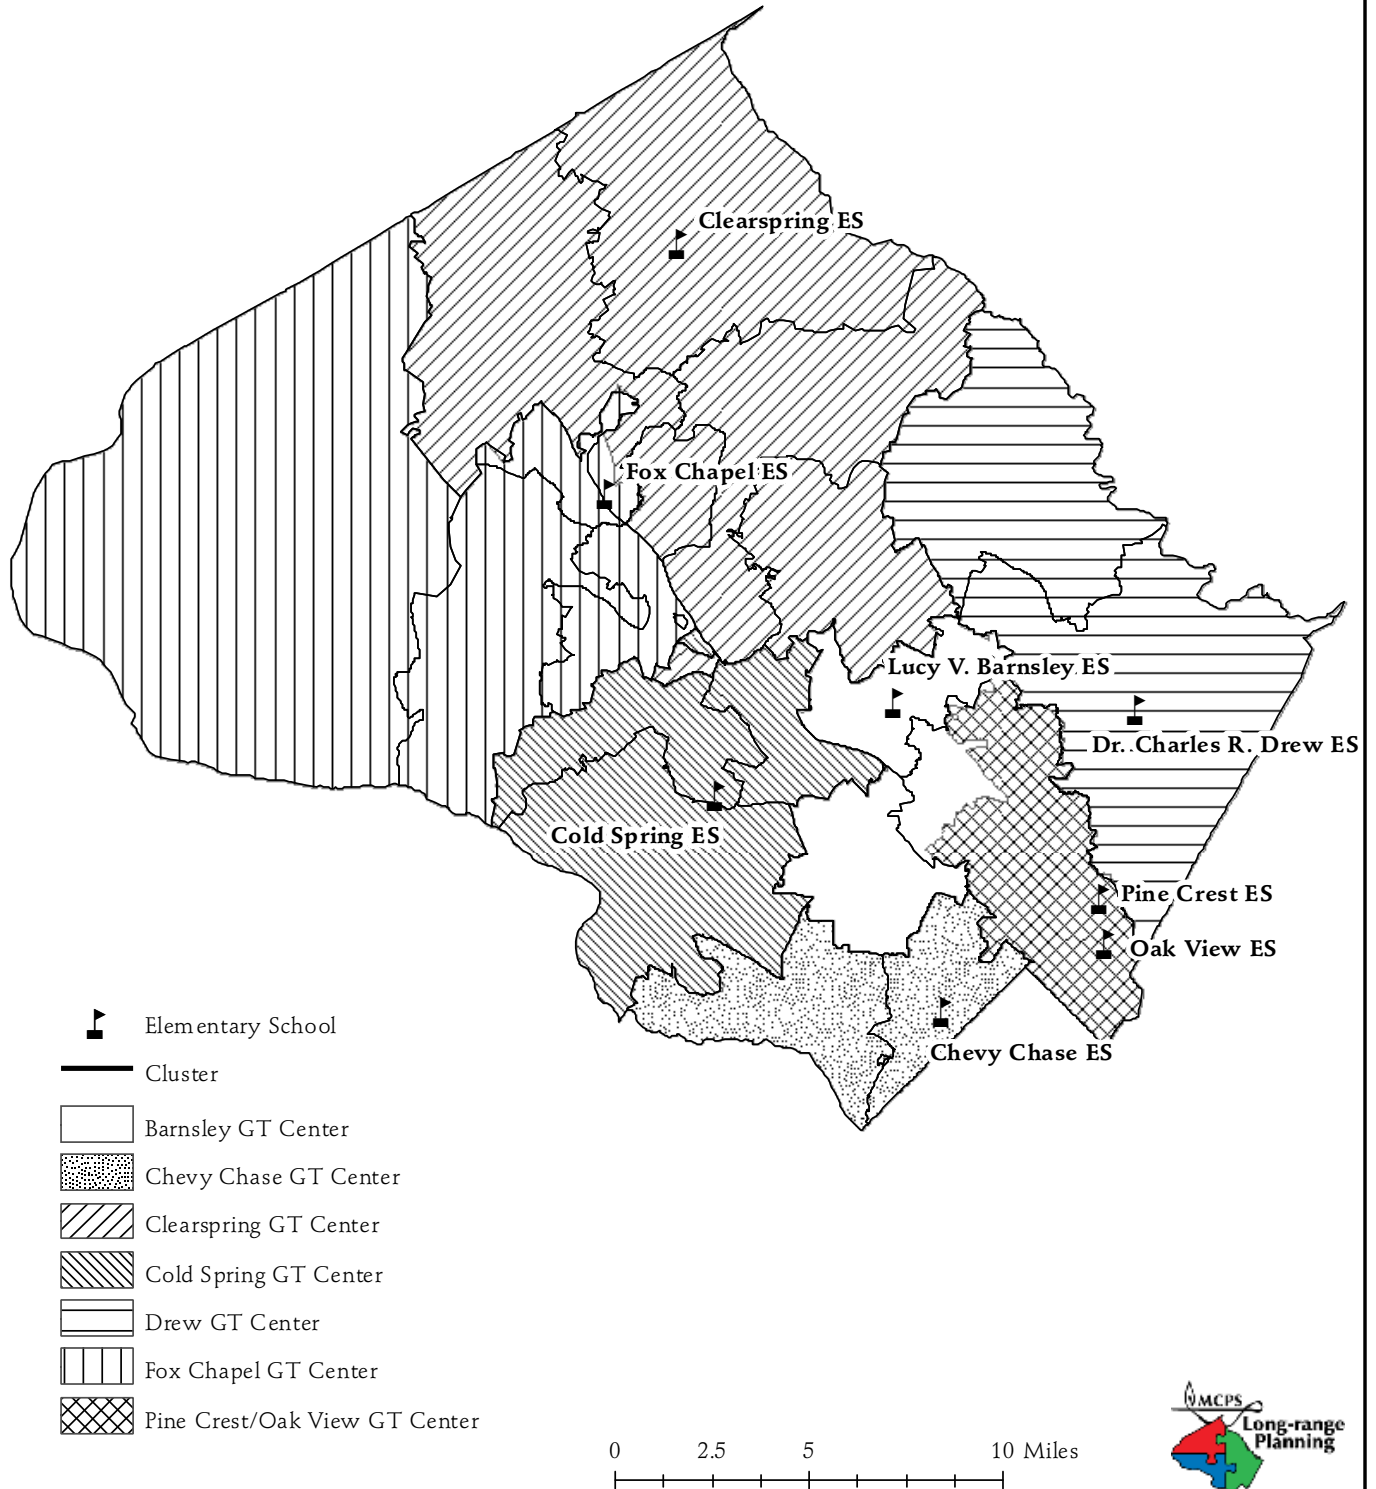 Clearspring ES
Fox Chapel ES
Lucy V. Barnsley ES
Dr. Charles R. Drew ES
Cold Spring ES
Pine Crest ES
Oak View ES
Chevy Chase ES
Elementary School
Cluster
Barnsley GT Center
Chevy Chase GT Center
Clearspring GT Center
Cold Spring GT Center
Drew GT Center
Fox Chapel GT Center
Pine Crest/Oak View GT Center
0 2.5 5 10 Miles
MCPS
Long-range
Planning